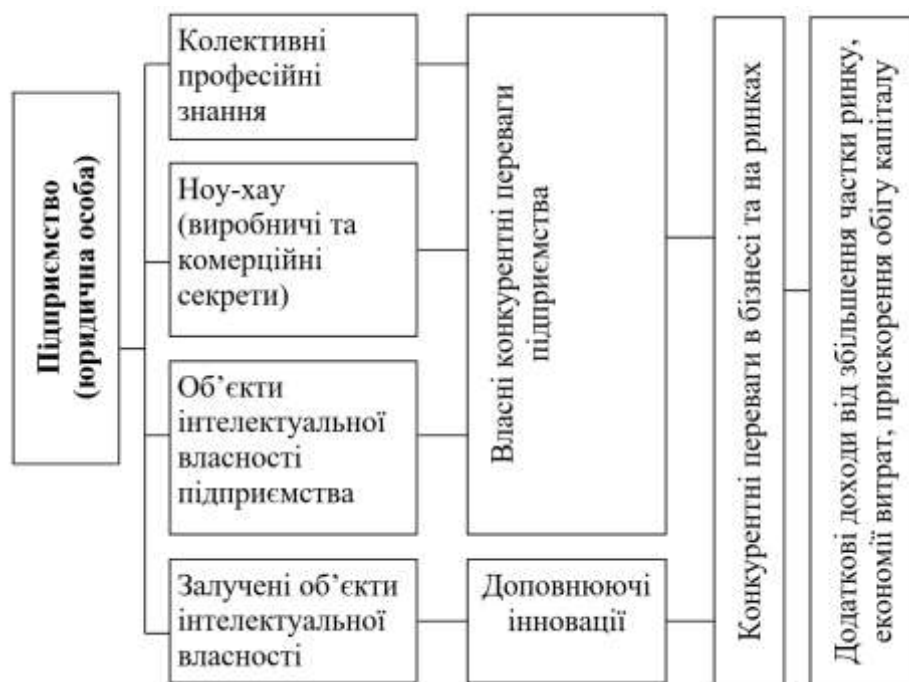 Підприємство
(юридична особа)
Колективні
професійні
знання
Ноу-хау
(виробничі та
комерційні
секрети)
Об’єкти
інтелектуальної
власності
підприємства
Залучені об’єкти
інтелектуальної
власності
Власні конкурентні переваги
підприємства
Доповнюючі
інновації
Конкурентні переваги в бізнесі та на ринках
Додаткові доходи від збільшення частки ринку,
економії витрат, прискорення обігу капіталу